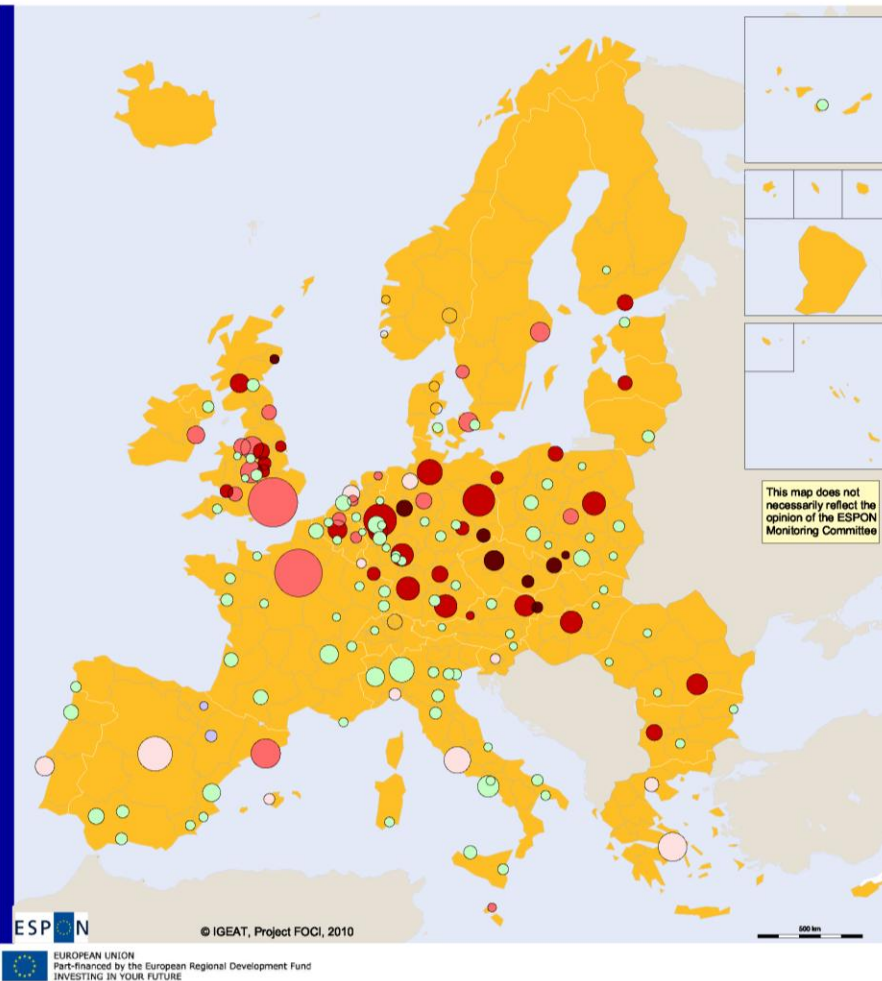 This map does not
necessarily reflect the
opinion of the ESPON
Monitoring Committee
ESPON
© IGEAT, Project FOCI, 2010
500 km
EUROPEAN UNION
Part-financed by the European Regional Development Fund
INVESTING IN YOUR FUTURE